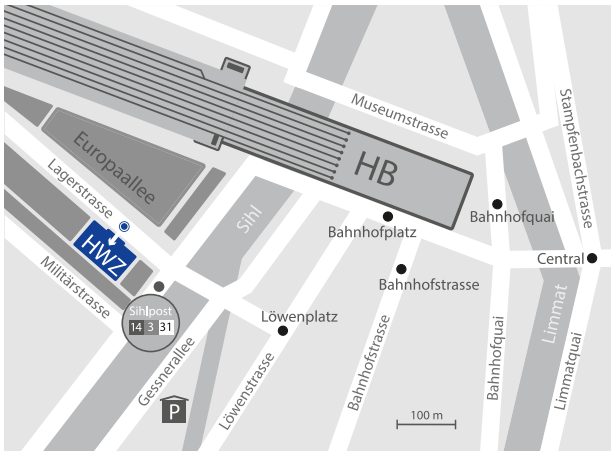 Museumstrasse
Stampfenbachstrasse
HB
Europaallee
Lagerstrasse
Sihl
Bahnhofquai
Bahnhofplatz
HWZ
Central
Militärstrasse
Bahnhofstrasse
Limmat
Sihlpost
14 3 31
Löwenplatz
Gessnerallee
Löwenstrasse
Bahnhofstrasse
Bahnhofquai
Limmatquai
P
100 m